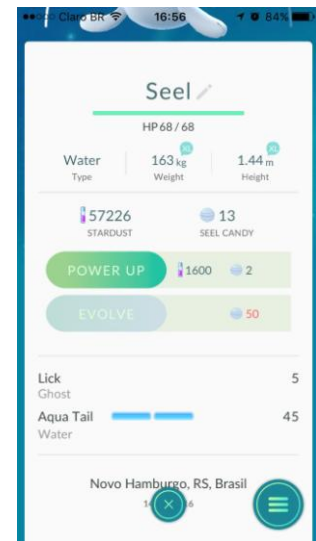 Claro BR 16:56 84%
Seel
HP 68 / 68
Water 163 kg XL 1.44 m XL
Type Weight Height
57226 13
STARDUST SEEL CANDY
POWER UP 1600 2
EVOLVE 50
Lick 5
Ghost
Aqua Tail 45
Water
Novo Hamburgo, RS, Brasil